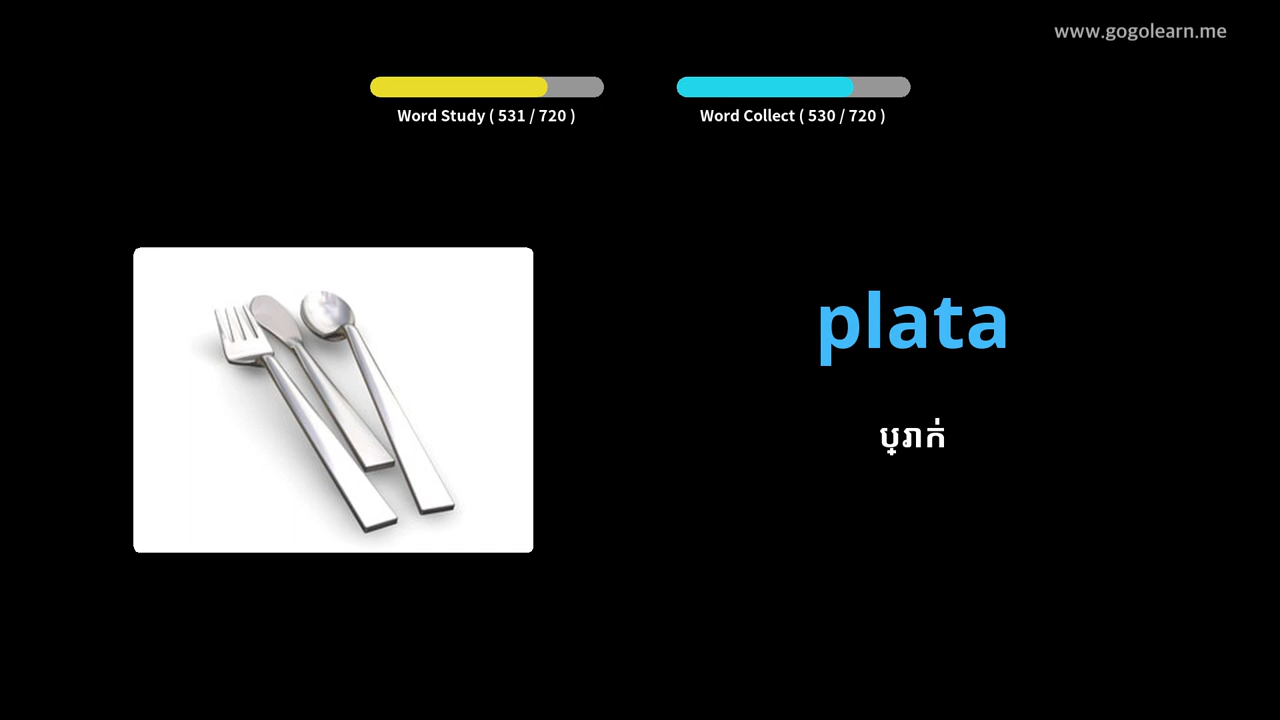 www.gogolearn.me
Word Study ( 531 / 720 )
Word Collect ( 530 / 720 )
plata
ប្រាក់